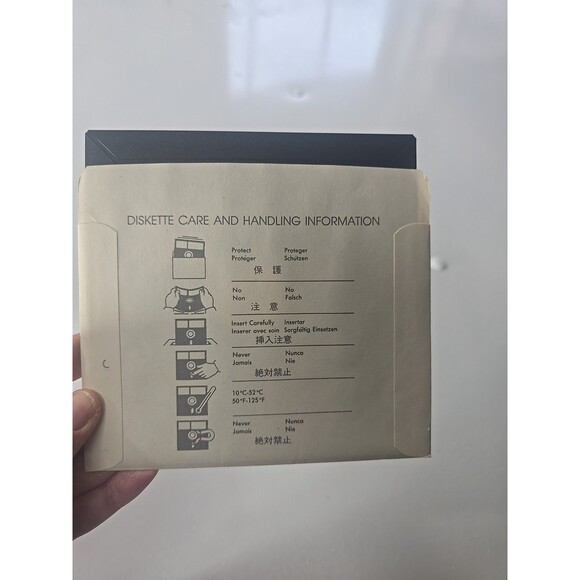 DISKETTE CARE AND HANDLING INFORMATION
Protect Proteger
Protéger Schützen
保護
No No
Non Falsch
注意
Insert Carefully Insertar
Inserer avec soin Sorgfeitig Einsetzen
挿入注意
Never Nunca
Jamais Nie
絶対禁止
10°C-52°C
50°F-125°F
Never Nunca
Jamais Nie
絶対禁止